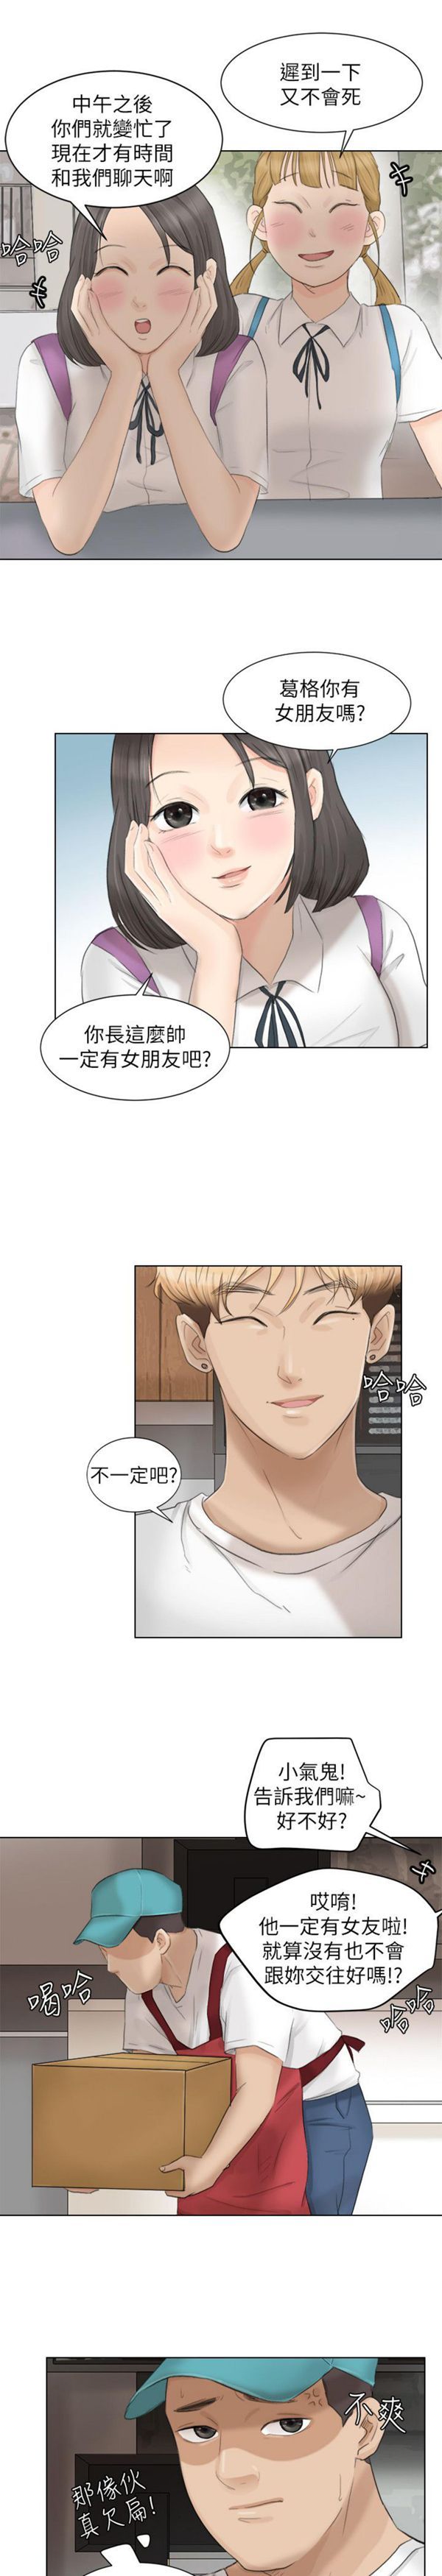 遲到一下
又不會死
中午之後
你們就變忙了
現在才有時間
和我們聊天啊
哈哈
葛格你有
女朋友嗎?
你長這麼帥
一定有女朋友吧?
哈哈
不一定吧?
小氣鬼!
告訴我們嘛~
好不好?
哎唷!
他一定有女友啦!
就算沒有也不會
跟妳交往好嗎!?
喝哈
哈哈
不爽
那傢伙
真欠扁!